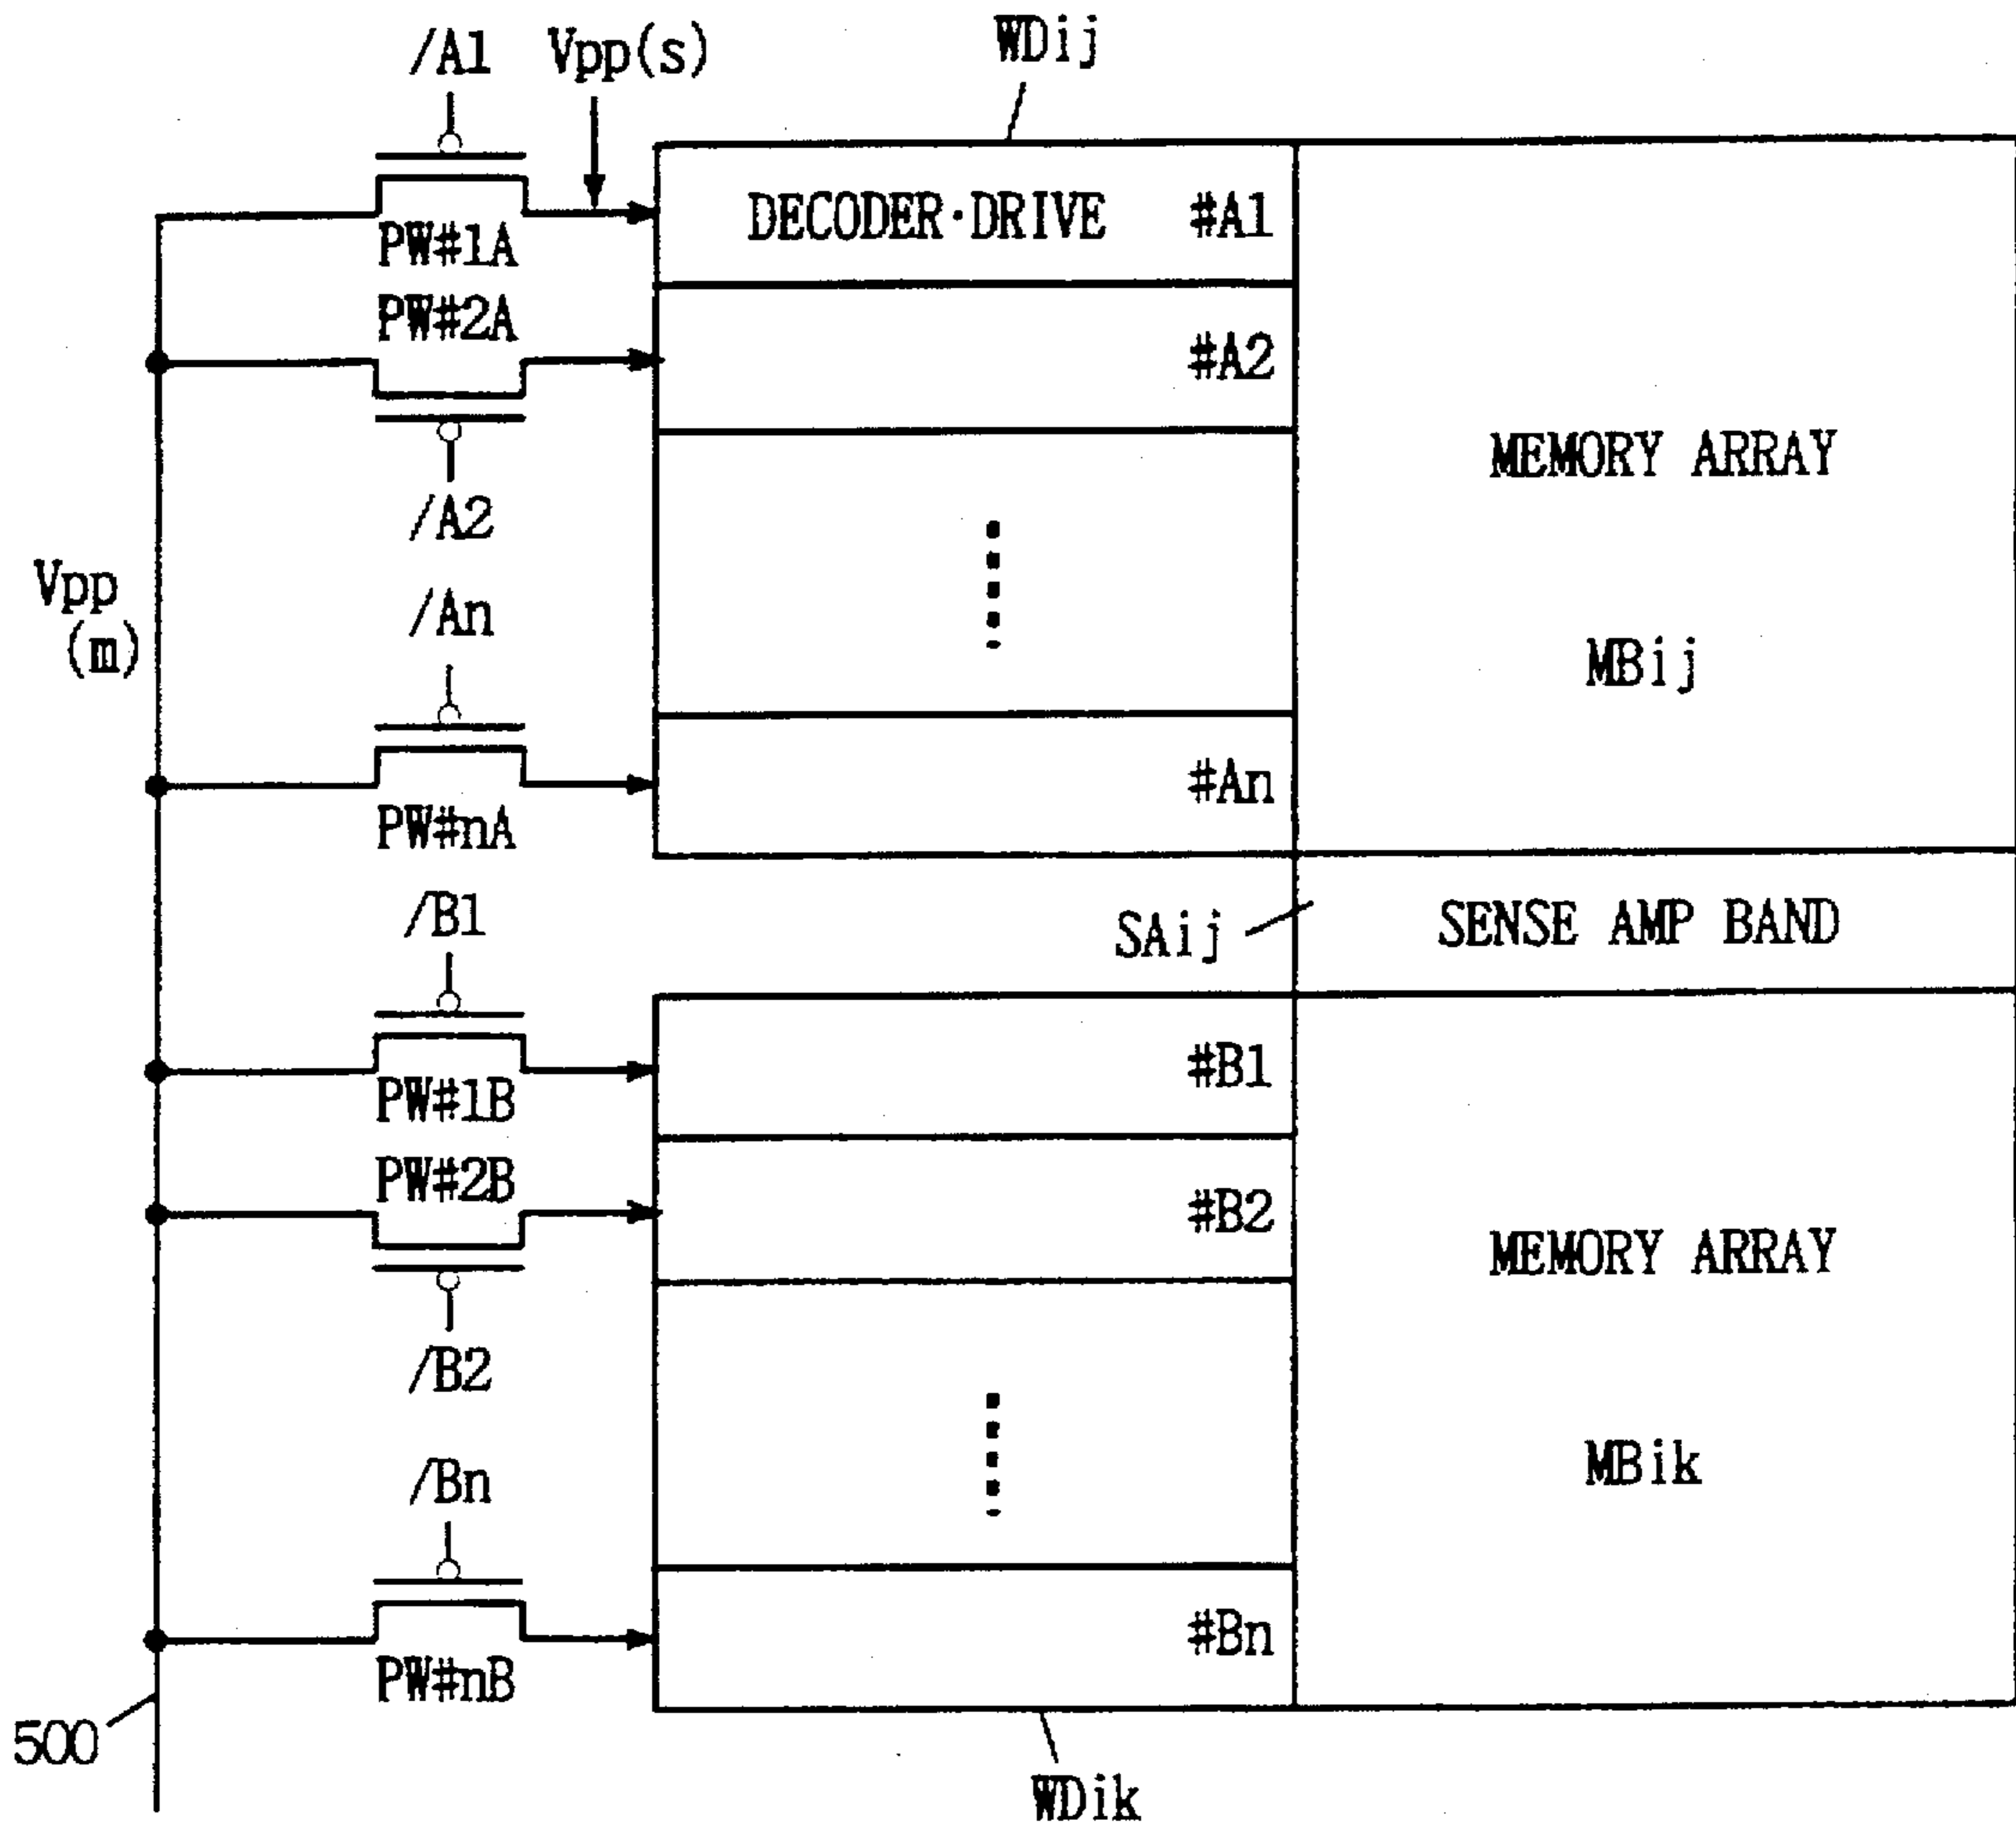 /A1
Vpp(s)
WDij
DECODER·DRIVE #A1
PW#1A
PW#2A
#A2
/A2
MEMORY ARRAY
Vpp
(m)
/An
MBij
#An
PW#nA
/B1
SAij
SENSE AMP BAND
#B1
PW#1B
PW#2B
#B2
MEMORY ARRAY
/B2
/Bn
MBik
#Bn
PW#nB
500
WDik